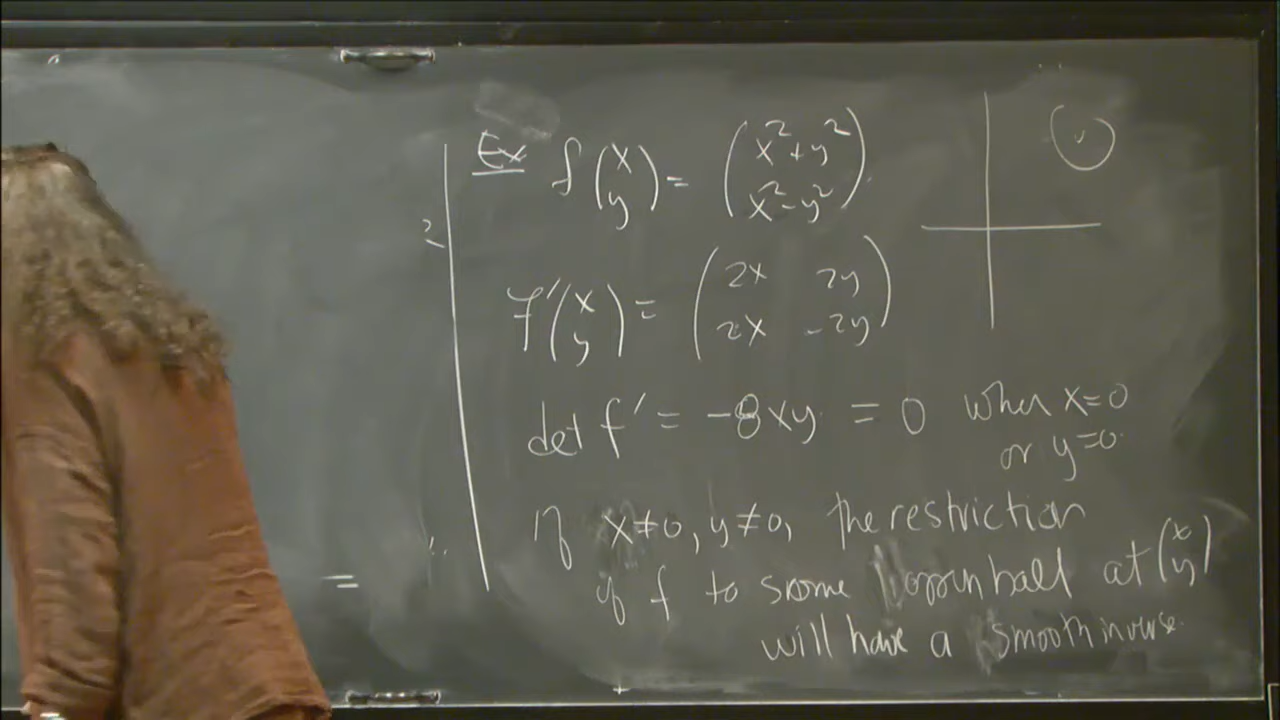 Ex f(x y) = (x²+y² x²-y²)
f'(x y) = (2x 2y 2x -2y)
det f' = -8xy = 0 when x=0
or y=0.
If x≠0, y≠0, the restriction
of f to some open ball at (x y)
will have a smooth inverse.
=